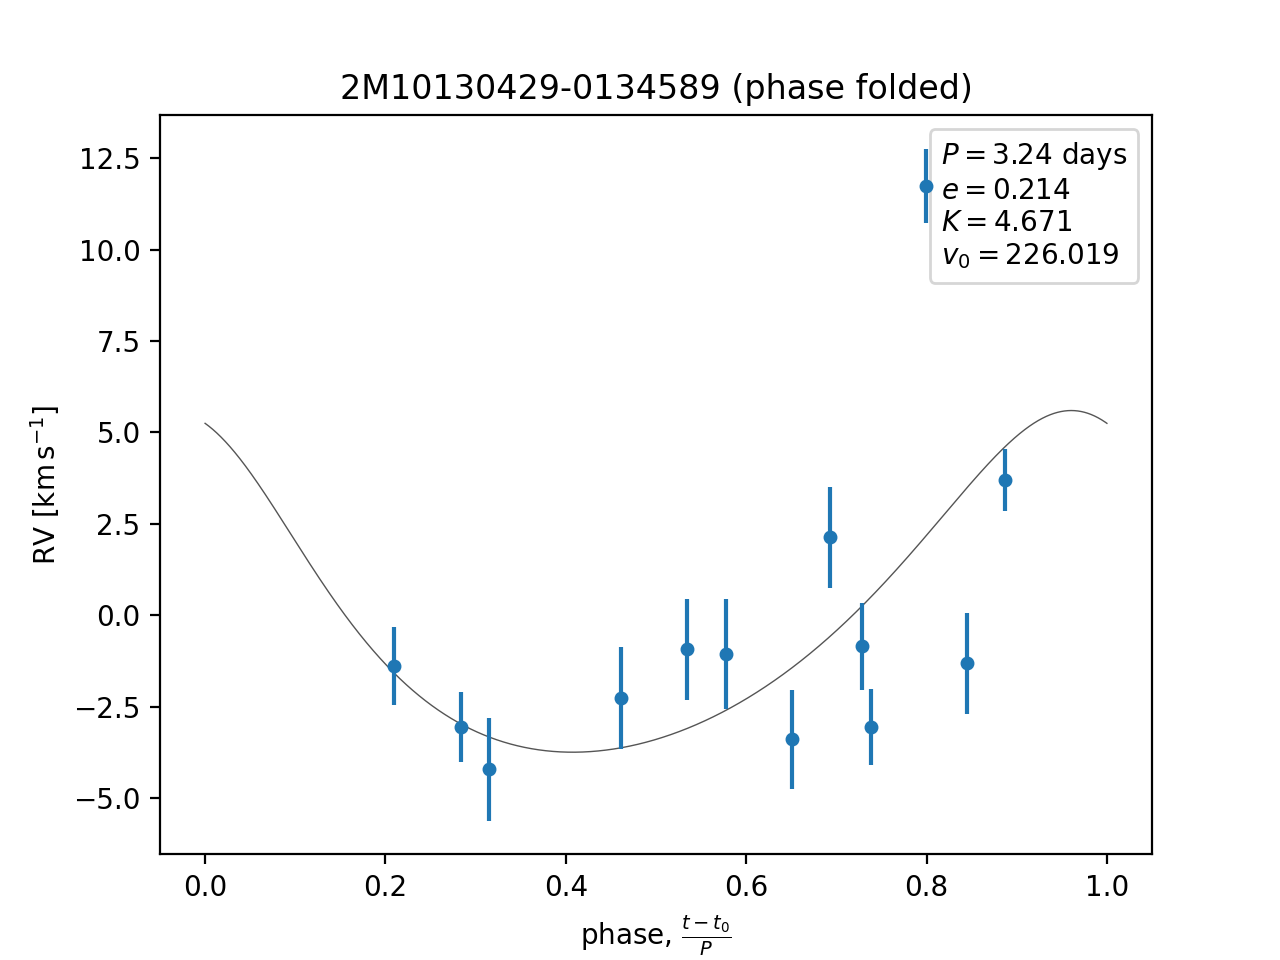 2M10130429-0134589 (phase folded)
P = 3.24 days
e = 0.214
K = 4.671
v₀ = 226.019
12.5
10.0
7.5
5.0
2.5
0.0
−2.5
−5.0
RV [km s⁻¹]
0.0 0.2 0.4 0.6 0.8 1.0
phase, (t − t₀)/P